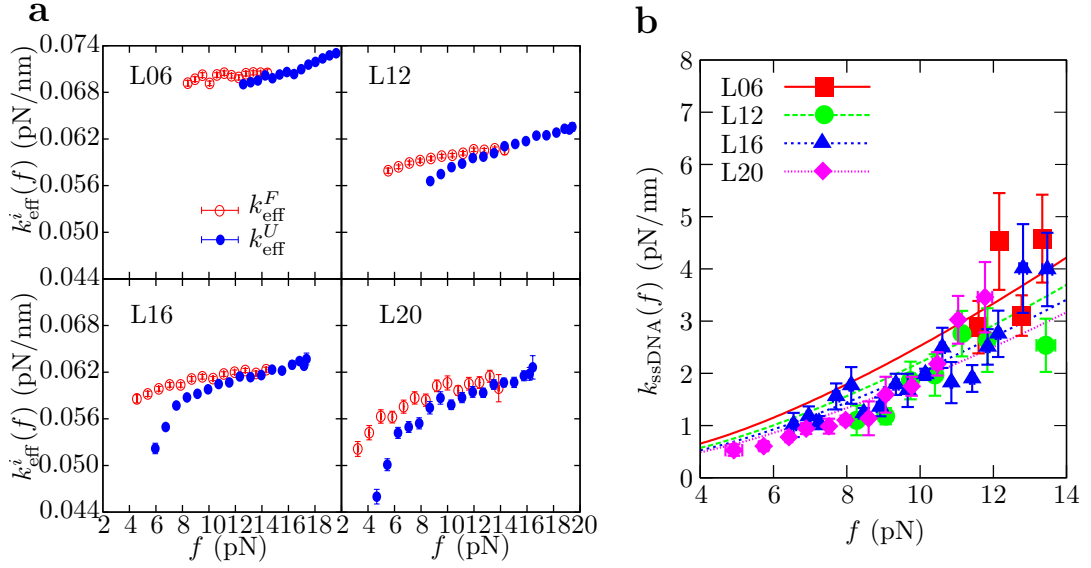 a
b
k^i_eff(f) (pN/nm)
0.074
0.068
0.062
0.056
0.050
0.044
L06
L12
k^F_eff
k^U_eff
k^i_eff(f) (pN/nm)
0.062
0.056
0.050
0.044
L16
L20
2 4 6 8 10 12 14 16 18 2 4 6 8 10 12 14 16 18 20
f (pN)
f (pN)
k_ssDNA(f) (pN/nm)
8
7
6
5
4
3
2
1
0
L06
L12
L16
L20
4 6 8 10 12 14
f (pN)